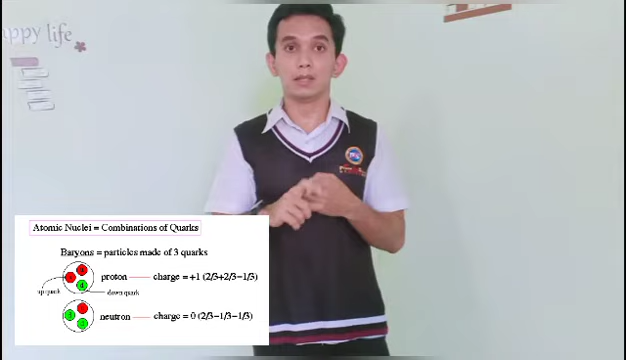 appy life
Atomic Nuclei = Combinations of Quarks
Baryons = particles made of 3 quarks
proton charge = +1 (2/3+2/3-1/3)
up quark
d
down quark
d
neutron charge = 0 (2/3-1/3-1/3)